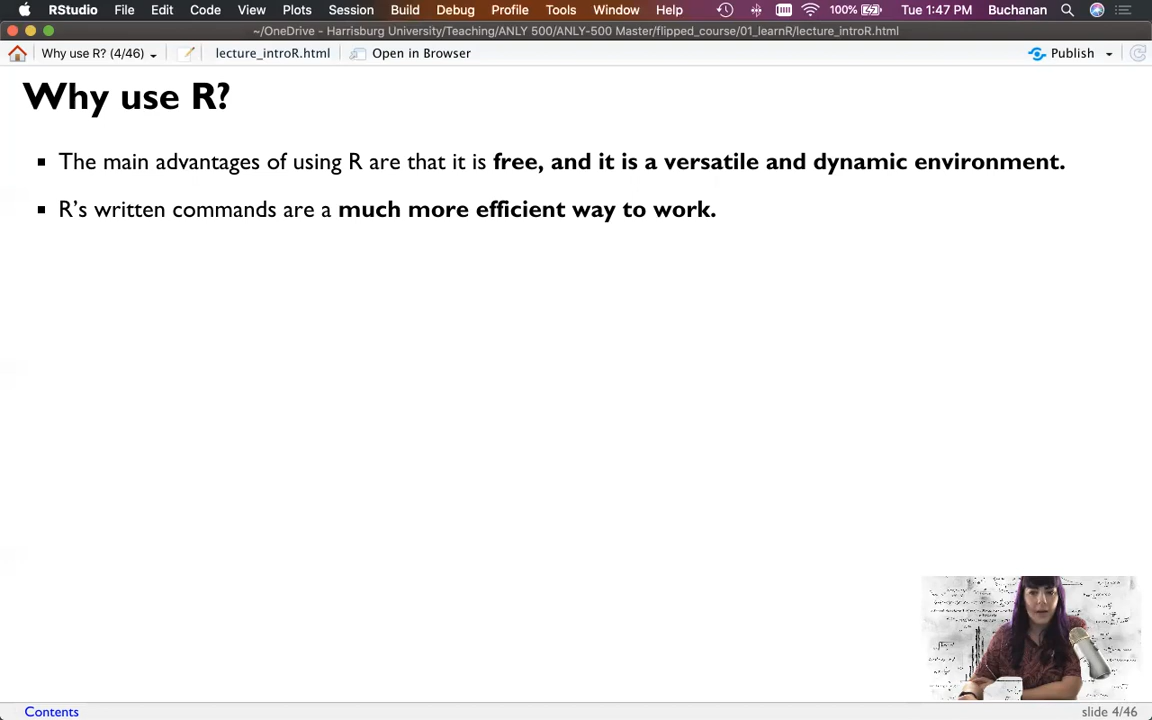 RStudio File Edit Code View Plots Session Build Debug Profile Tools Window Help 100% Tue 1:47 PM Buchanan
~/OneDrive - Harrisburg University/Teaching/ANLY 500/ANLY-500 Master/flipped_course/01_learnR/lecture_introR.html
Why use R? (4/46) lecture_introR.html Open in Browser Publish
Why use R?
The main advantages of using R are that it is free, and it is a versatile and dynamic environment.
R’s written commands are a much more efficient way to work.
Contents slide 4/46